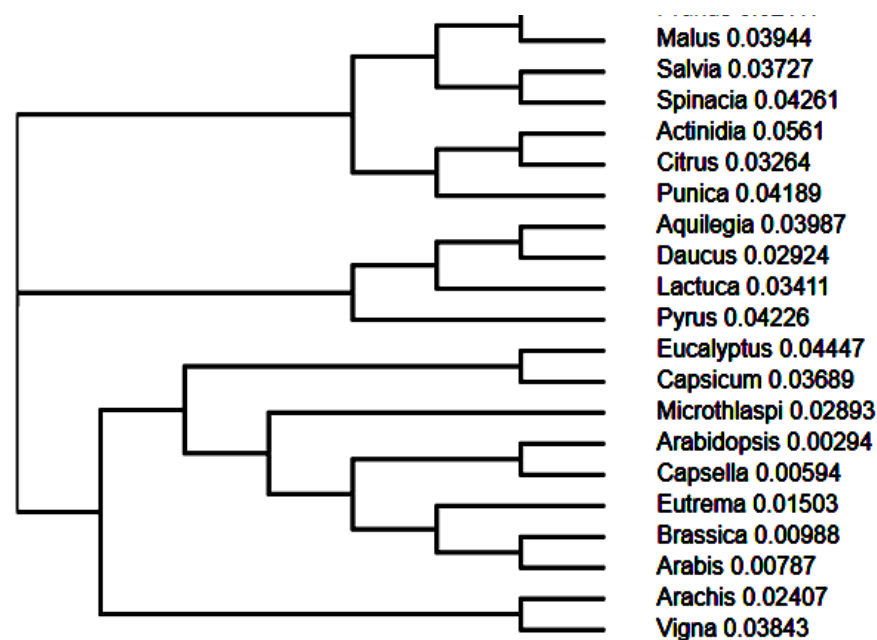 Malus 0.03944
Salvia 0.03727
Spinacia 0.04261
Actinidia 0.0561
Citrus 0.03264
Punica 0.04189
Aquilegia 0.03987
Daucus 0.02924
Lactuca 0.03411
Pyrus 0.04226
Eucalyptus 0.04447
Capsicum 0.03689
Microthlaspi 0.02893
Arabidopsis 0.00294
Capsella 0.00594
Eutrema 0.01503
Brassica 0.00988
Arabis 0.00787
Arachis 0.02407
Vigna 0.03843